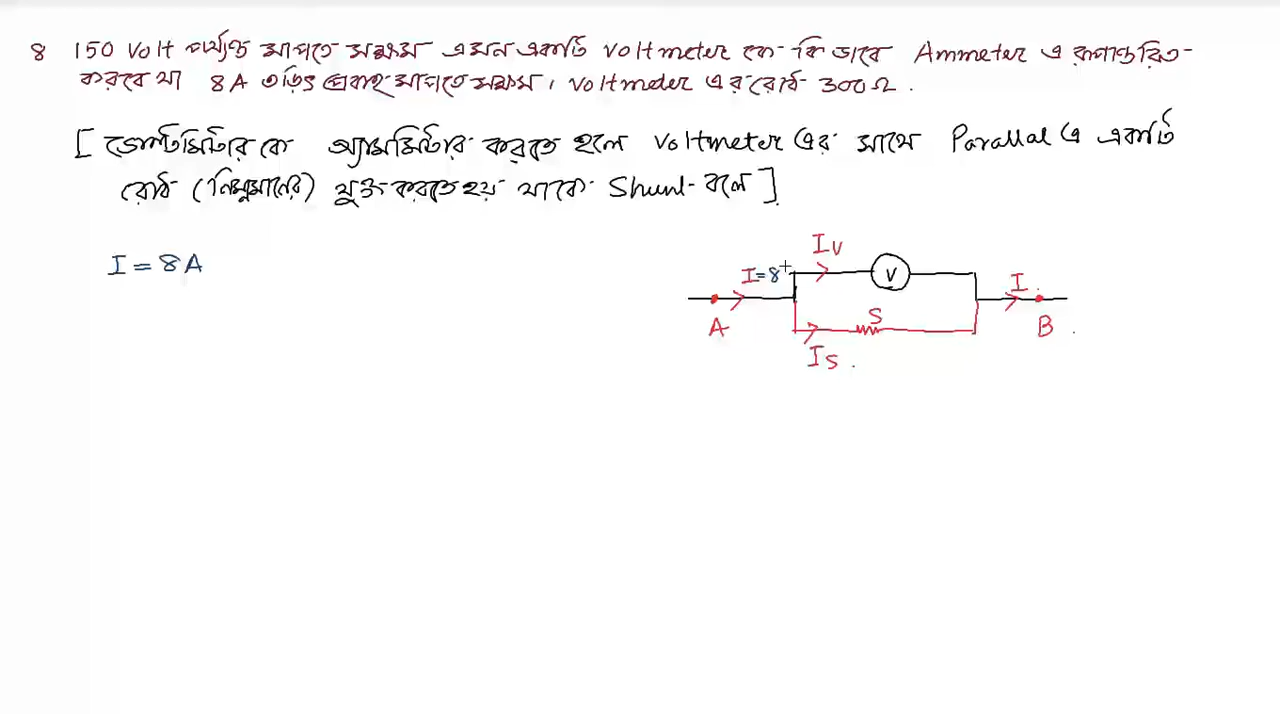 8 150 Volt পর্য্যন্ত মাপতে সক্ষম এমন একটি Voltmeter কে কি ভাবে Ammeter এ রূপান্তরিত
করবে যা 8A তড়িৎ প্রবাহ মাপতে সক্ষম। Voltmeter এর রোধ 300Ω.
[ ভোল্টমিটার কে অ্যামমিটার করতে হলে Voltmeter এর সাথে Parallal এ একটি
রোধ (নিম্নমানের) যুক্ত করতে হয় যাকে Shunt বলে ]
I = 8A
Iv
I=8
V
I
A
S
B
Is